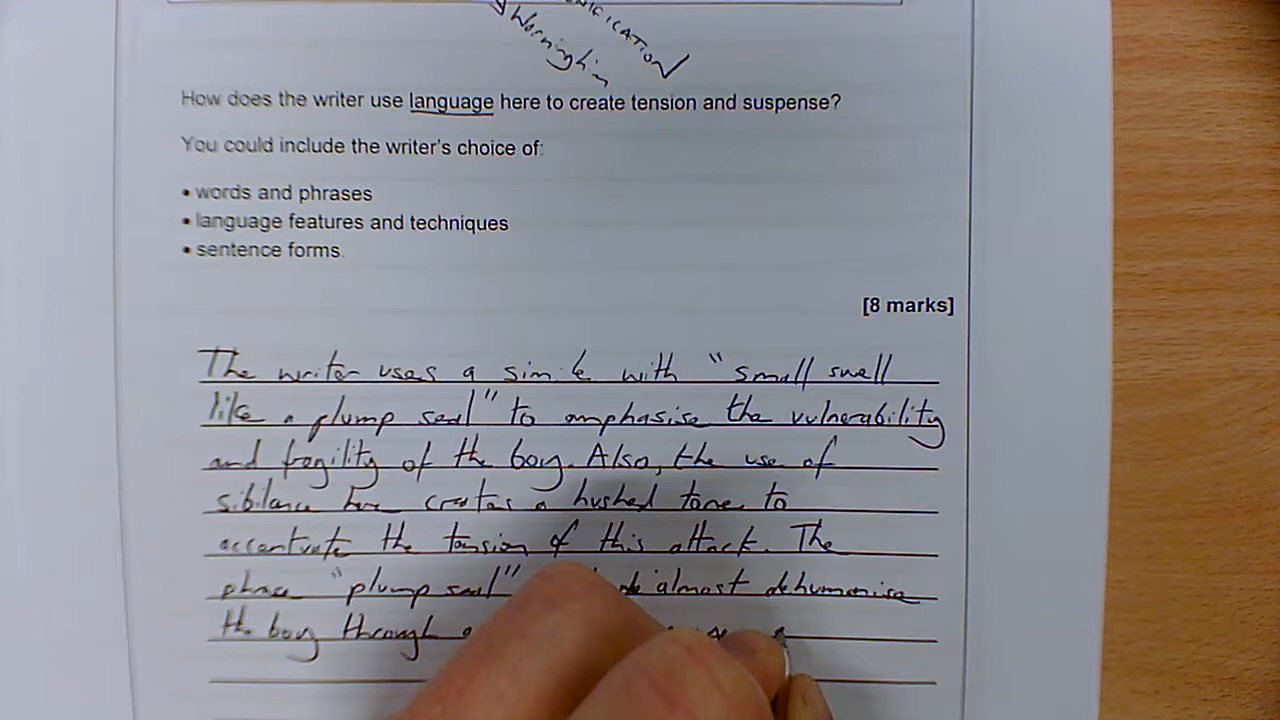 Warning him
How does the writer use language here to create tension and suspense?
You could include the writer's choice of:
• words and phrases
• language features and techniques
• sentence forms.
[8 marks]
The writer uses a simile with "small swell
like a plump seal" to emphasise the vulnerability
and fragility of the boy. Also, the use of
sibilance here creates a hushed tone to
accentuate the tension of this attack. The
phrase "plump seal" almost dehumanise
the boy through